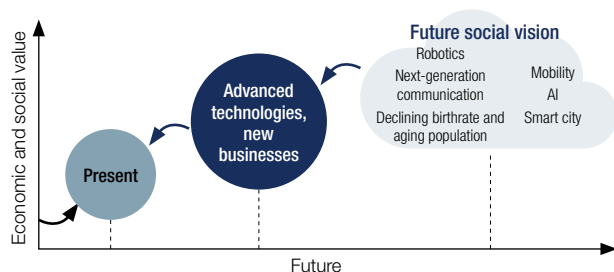 Economic and social value
Future social vision
Robotics
Next-generation
communication
Declining birthrate and
aging population
Mobility
AI
Smart city
Advanced
technologies,
new
businesses
Present
Future